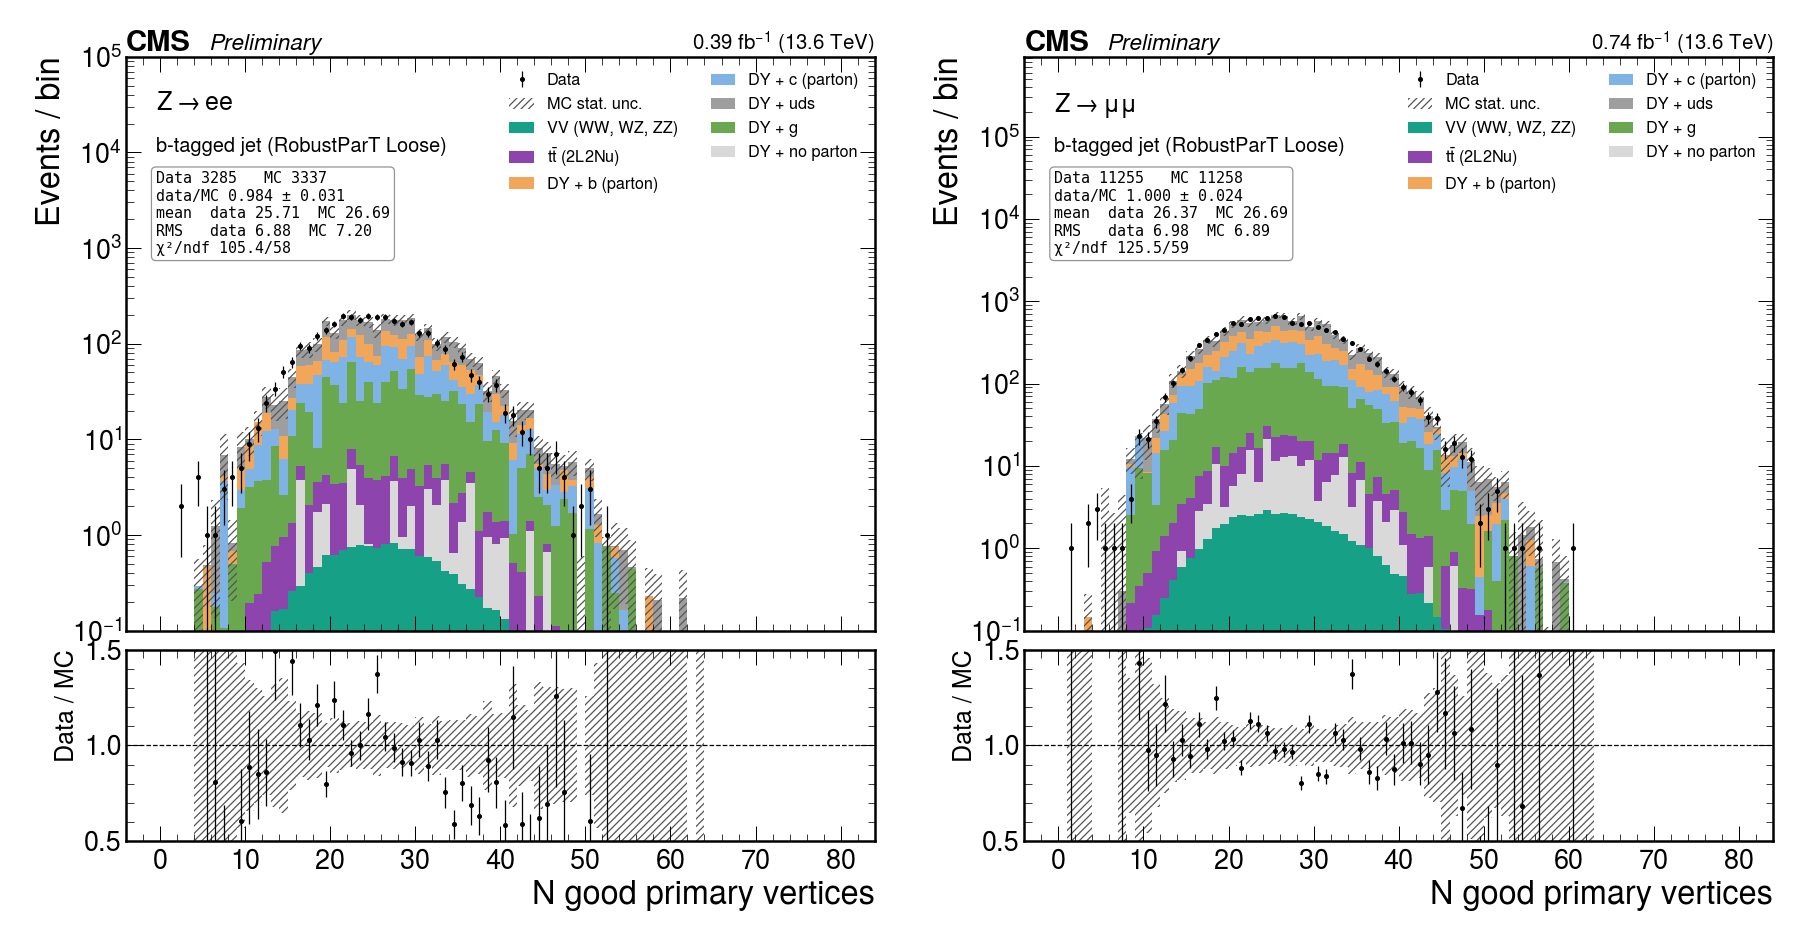 CMS Preliminary 0.39 fb⁻¹ (13.6 TeV)
Events / bin
10⁵
10⁴
10³
10²
10¹
10⁰
10⁻¹
Z → ee
b-tagged jet (RobustParT Loose)
Data 3285 MC 3337
data/MC 0.984 ± 0.031
mean data 25.71 MC 26.69
RMS data 6.88 MC 7.20
χ²/ndf 105.4/58
Data
MC stat. unc.
VV (WW, WZ, ZZ)
tt̄ (2L2Nu)
DY + b (parton)
DY + c (parton)
DY + uds
DY + g
DY + no parton
Data / MC
1.5
1.0
0.5
0 10 20 30 40 50 60 70 80
N good primary vertices
CMS Preliminary 0.74 fb⁻¹ (13.6 TeV)
Events / bin
10⁵
10⁴
10³
10²
10¹
10⁰
10⁻¹
Z → μμ
b-tagged jet (RobustParT Loose)
Data 11255 MC 11258
data/MC 1.000 ± 0.024
mean data 26.37 MC 26.69
RMS data 6.98 MC 6.89
χ²/ndf 125.5/59
Data
MC stat. unc.
VV (WW, WZ, ZZ)
tt̄ (2L2Nu)
DY + b (parton)
DY + c (parton)
DY + uds
DY + g
DY + no parton
Data / MC
1.5
1.0
0.5
0 10 20 30 40 50 60 70 80
N good primary vertices